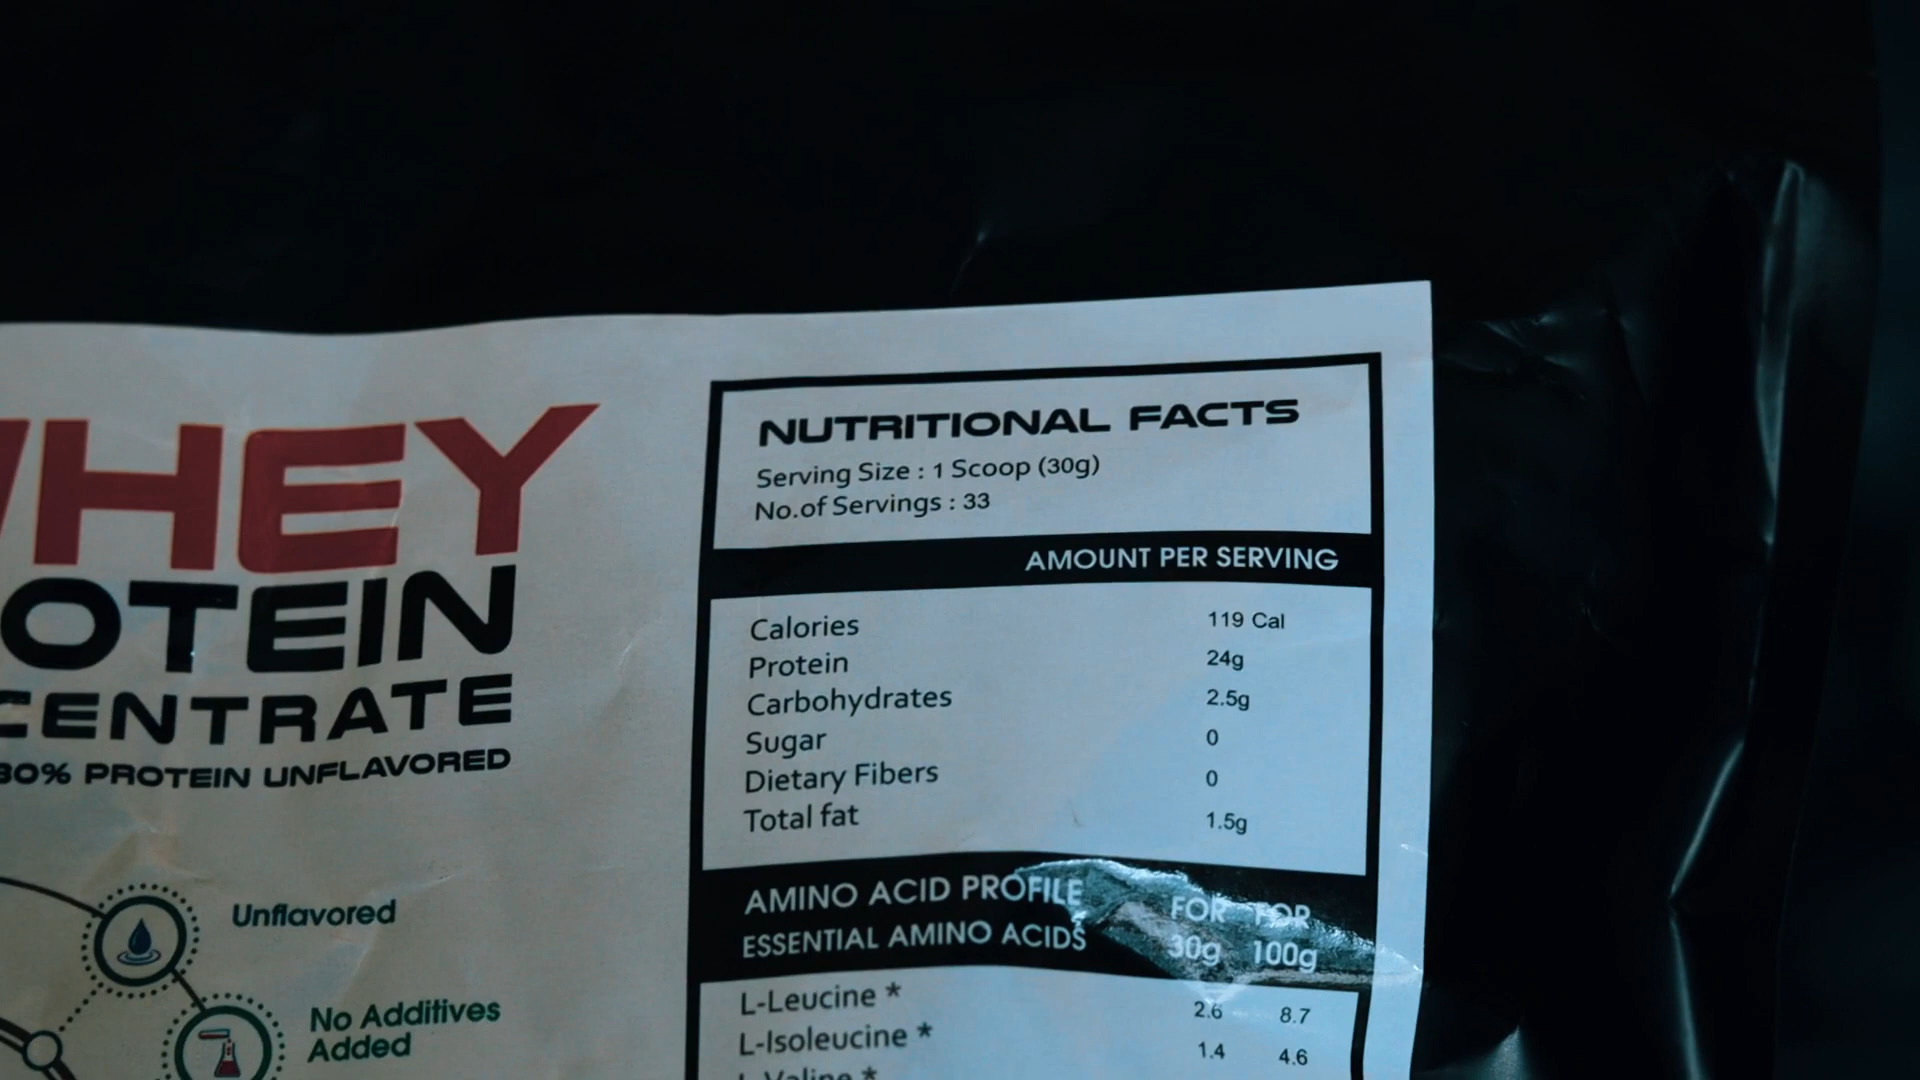 WHEY
OTEIN
CENTRATE
80% PROTEIN UNFLAVORED
Unflavored
No Additives
Added
NUTRITIONAL FACTS
Serving Size : 1 Scoop (30g)
No.of Servings : 33
AMOUNT PER SERVING
Calories 119 Cal
Protein 24g
Carbohydrates 2.5g
Sugar 0
Dietary Fibers 0
Total fat 1.5g
AMINO ACID PROFILE FOR FOR
ESSENTIAL AMINO ACIDS 30g 100g
L-Leucine * 2.6 8.7
L-Isoleucine * 1.4 4.6
L-Valine *